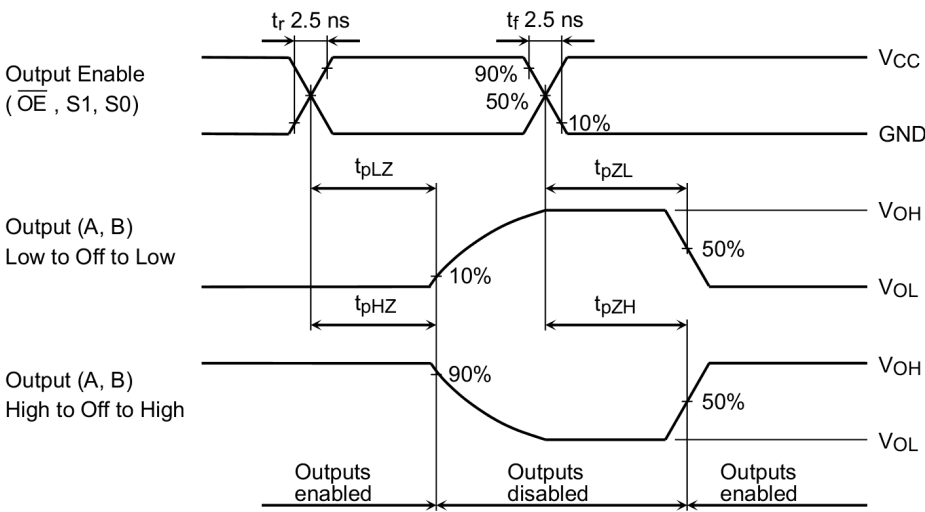 tr 2.5 ns
tf 2.5 ns
Output Enable
(OE , S1, S0)
90%
50%
10%
VCC
GND
tpLZ
tpZL
Output (A, B)
Low to Off to Low
10%
50%
VOH
VOL
tpHZ
tpZH
Output (A, B)
High to Off to High
90%
50%
VOH
VOL
Outputs
enabled
Outputs
disabled
Outputs
enabled